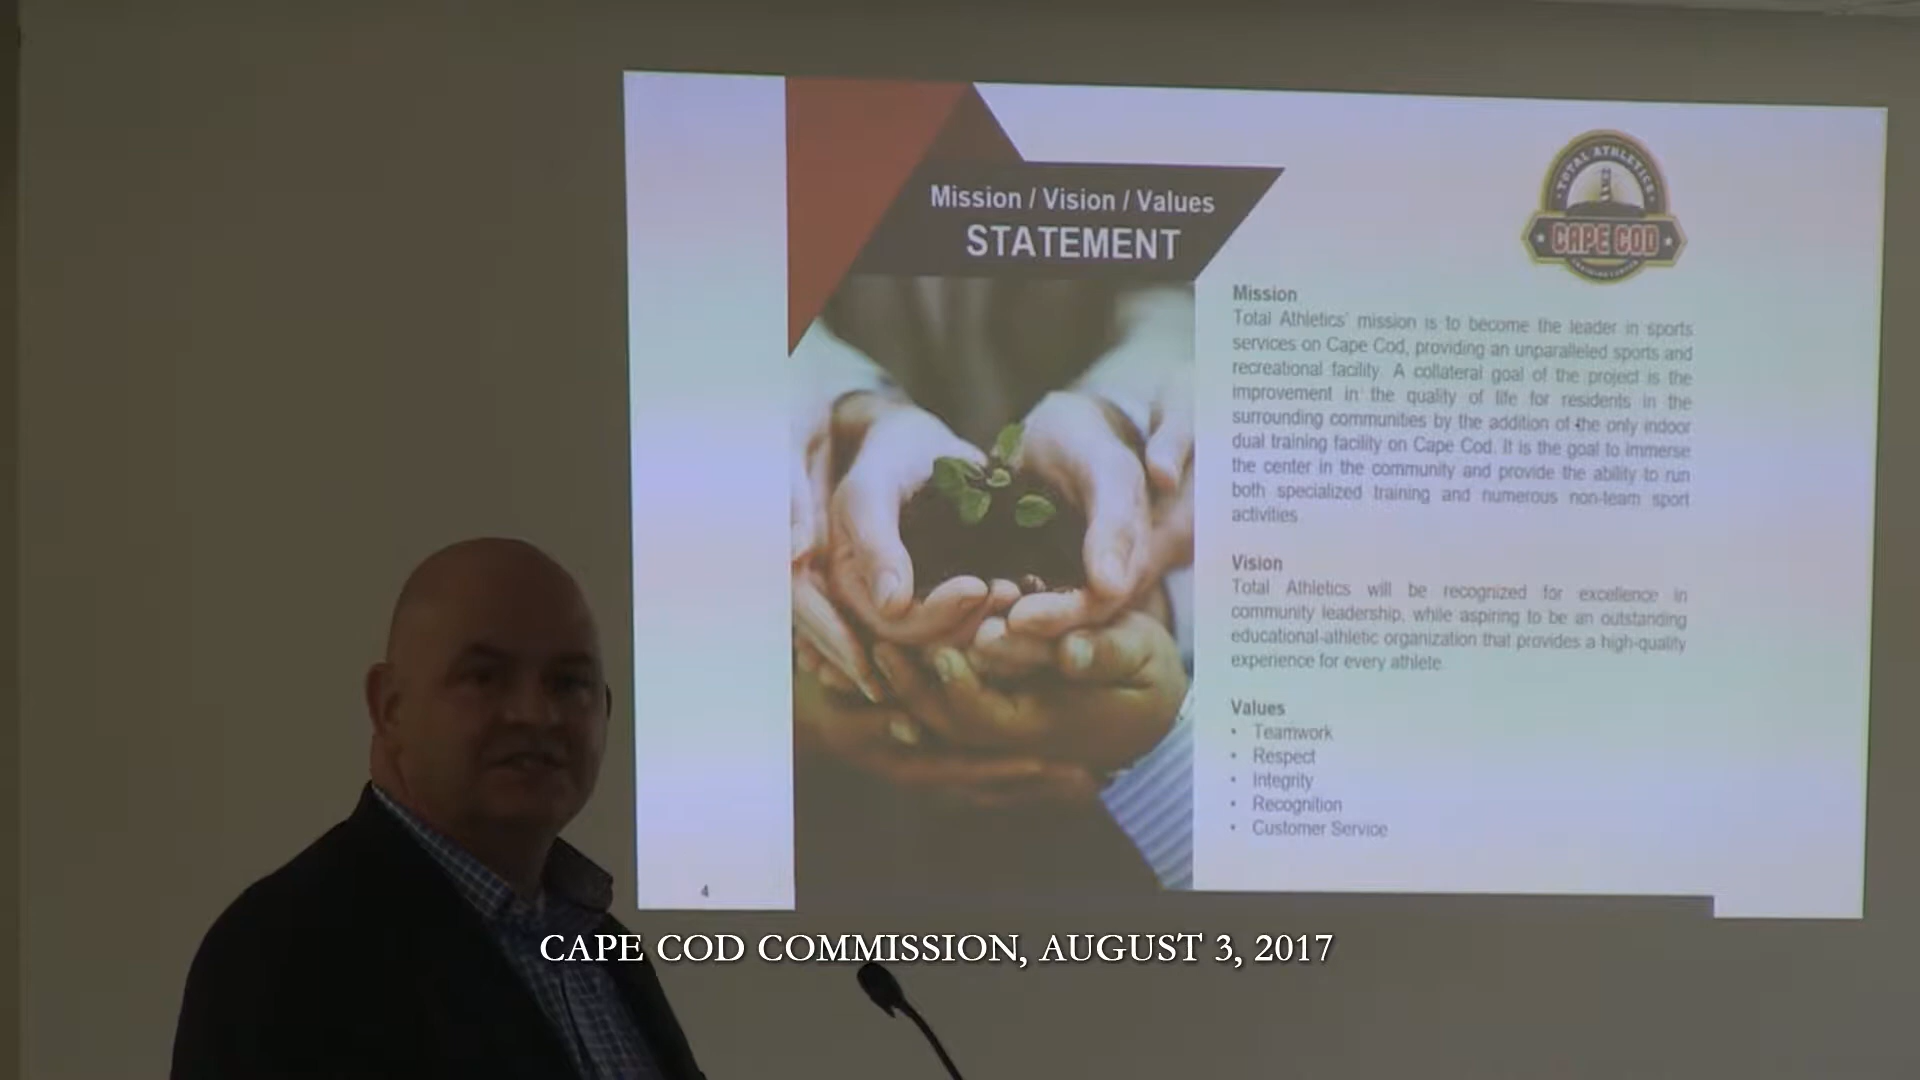 Mission / Vision / Values
STATEMENT
TOTAL ATHLETICS
CAPE COD
Mission
Total Athletics' mission is to become the leader in sports
services on Cape Cod, providing an unparalleled sports and
recreational facility. A collateral goal of the project is the
improvement in the quality of life for residents in the
surrounding communities by the addition of the only indoor
dual training facility on Cape Cod. It is the goal to immerse
the center in the community and provide the ability to run
both specialized training and numerous non-team sport
activities.
Vision
Total Athletics will be recognized for excellence in
community leadership, while aspiring to be an outstanding
educational-athletic organization that provides a high-quality
experience for every athlete.
Values
• Teamwork
• Respect
• Integrity
• Recognition
• Customer Service
4
CAPE COD COMMISSION, AUGUST 3, 2017